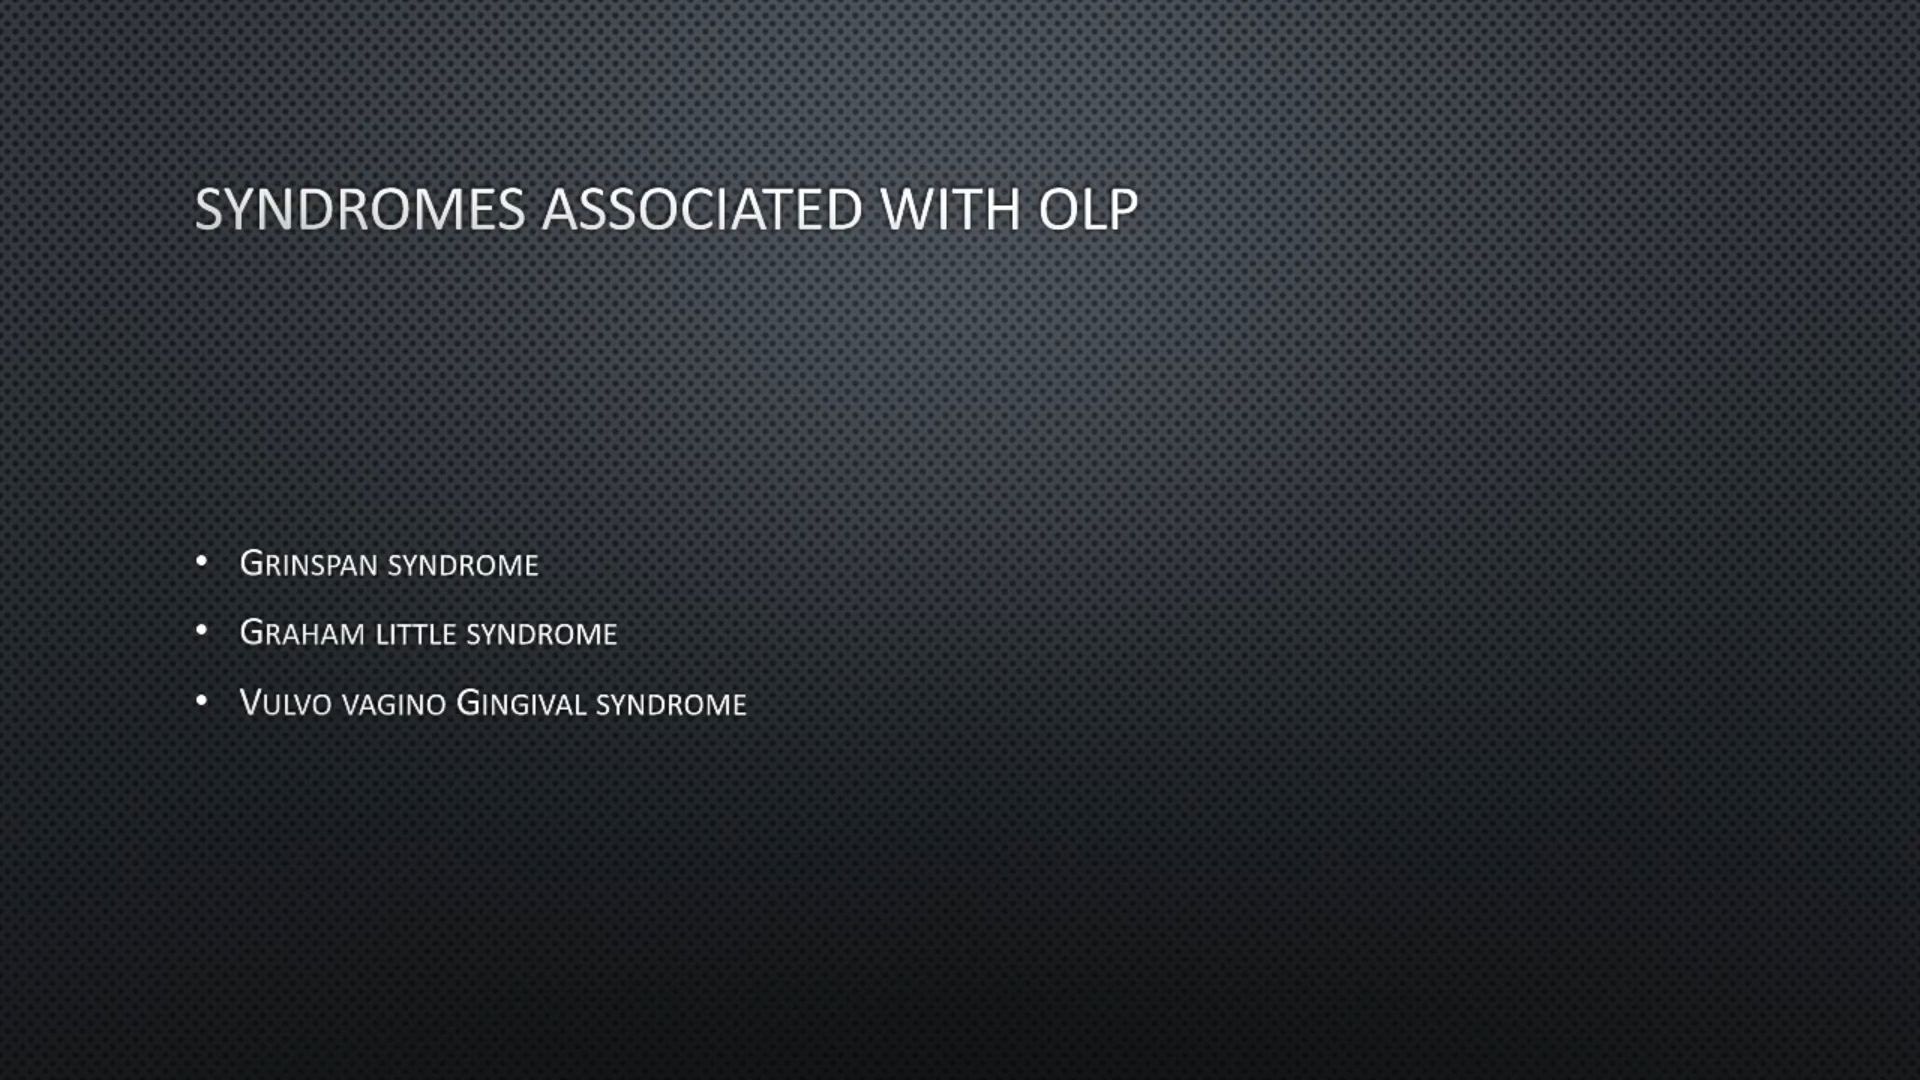 SYNDROMES ASSOCIATED WITH OLP
• Grinspan syndrome
• Graham little syndrome
• Vulvo vagino Gingival syndrome